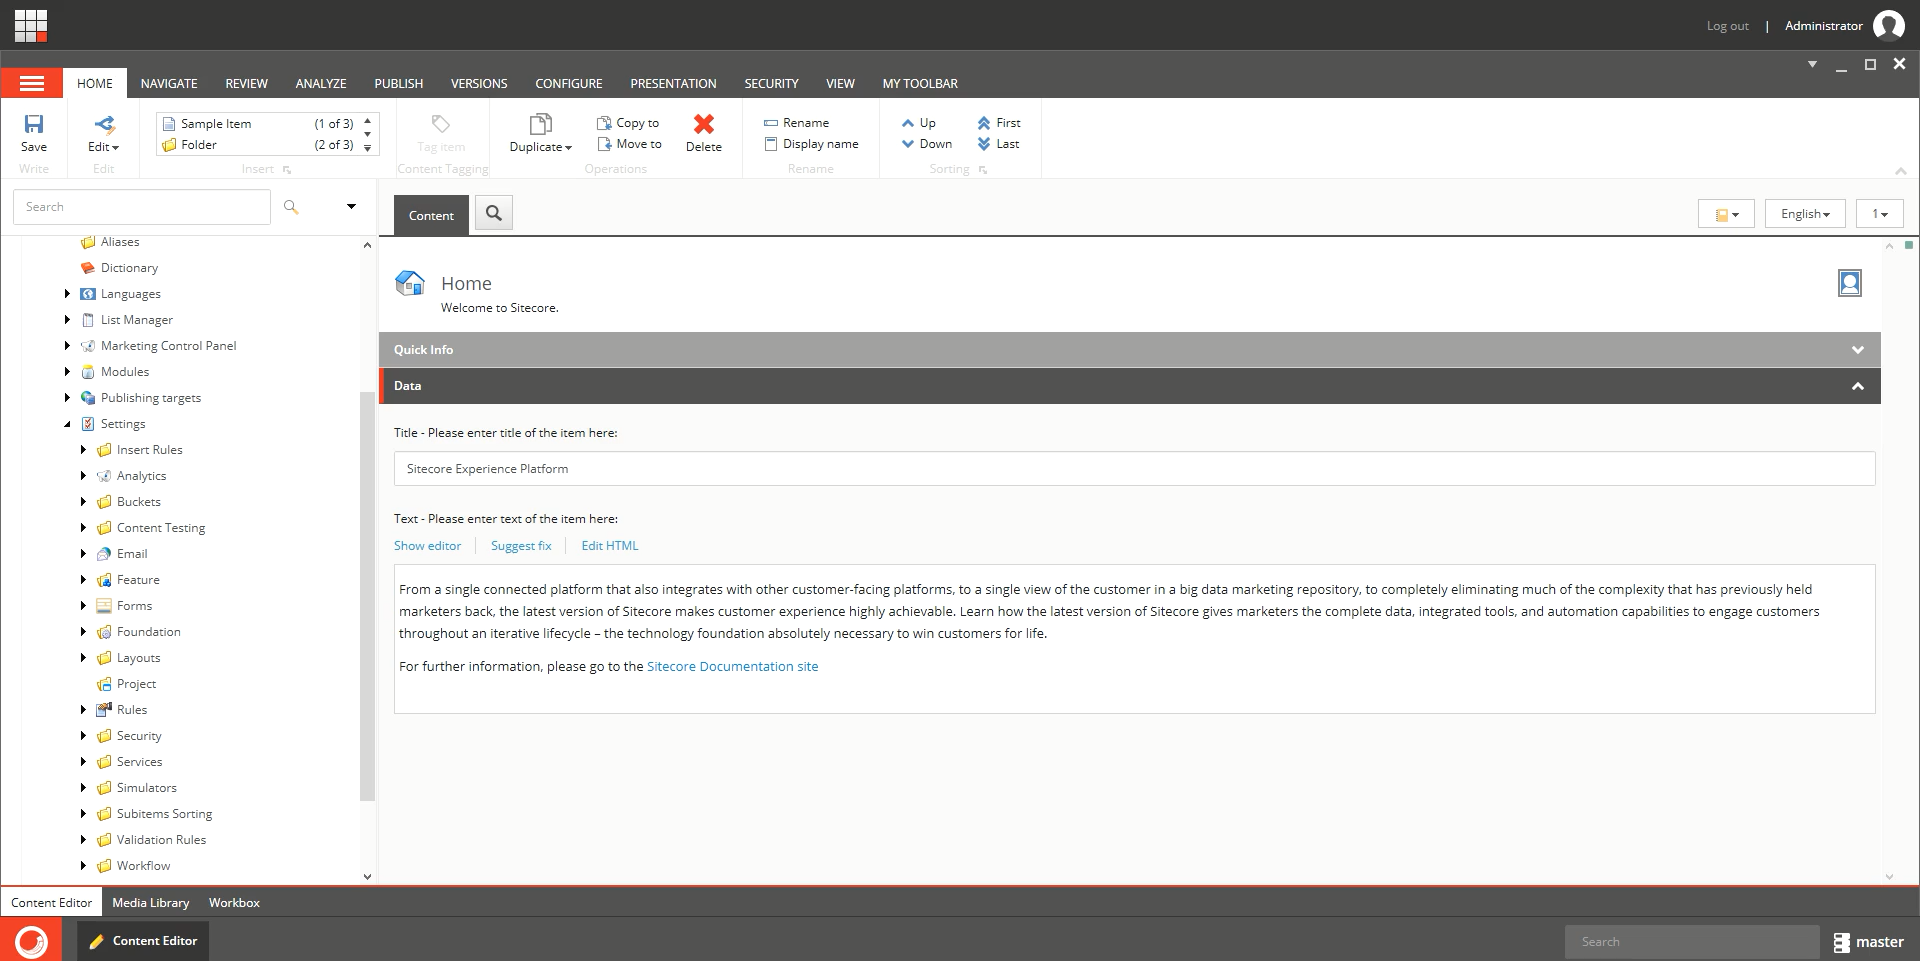 Log out | Administrator
HOME NAVIGATE REVIEW ANALYZE PUBLISH VERSIONS CONFIGURE PRESENTATION SECURITY VIEW MY TOOLBAR
Sample Item (1 of 3)
Folder (2 of 3)
Save
Edit
Tag item
Duplicate
Copy to
Move to
Delete
Rename
Display name
Up
Down
First
Last
Write
Edit
Insert
Content Tagging
Operations
Rename
Sorting
Search
Content
English
1
Aliases
Dictionary
Languages
List Manager
Marketing Control Panel
Modules
Publishing targets
Settings
Insert Rules
Analytics
Buckets
Content Testing
Email
Feature
Forms
Foundation
Layouts
Project
Rules
Security
Services
Simulators
Subitems Sorting
Validation Rules
Workflow
Home
Welcome to Sitecore.
Quick Info
Data
Title - Please enter title of the item here:
Sitecore Experience Platform
Text - Please enter text of the item here:
Show editor Suggest fix Edit HTML
From a single connected platform that also integrates with other customer-facing platforms, to a single view of the customer in a big data marketing repository, to completely eliminating much of the complexity that has previously held
marketers back, the latest version of Sitecore makes customer experience highly achievable. Learn how the latest version of Sitecore gives marketers the complete data, integrated tools, and automation capabilities to engage customers
throughout an iterative lifecycle – the technology foundation absolutely necessary to win customers for life.
For further information, please go to the Sitecore Documentation site
Content Editor Media Library Workbox
Content Editor
Search
master